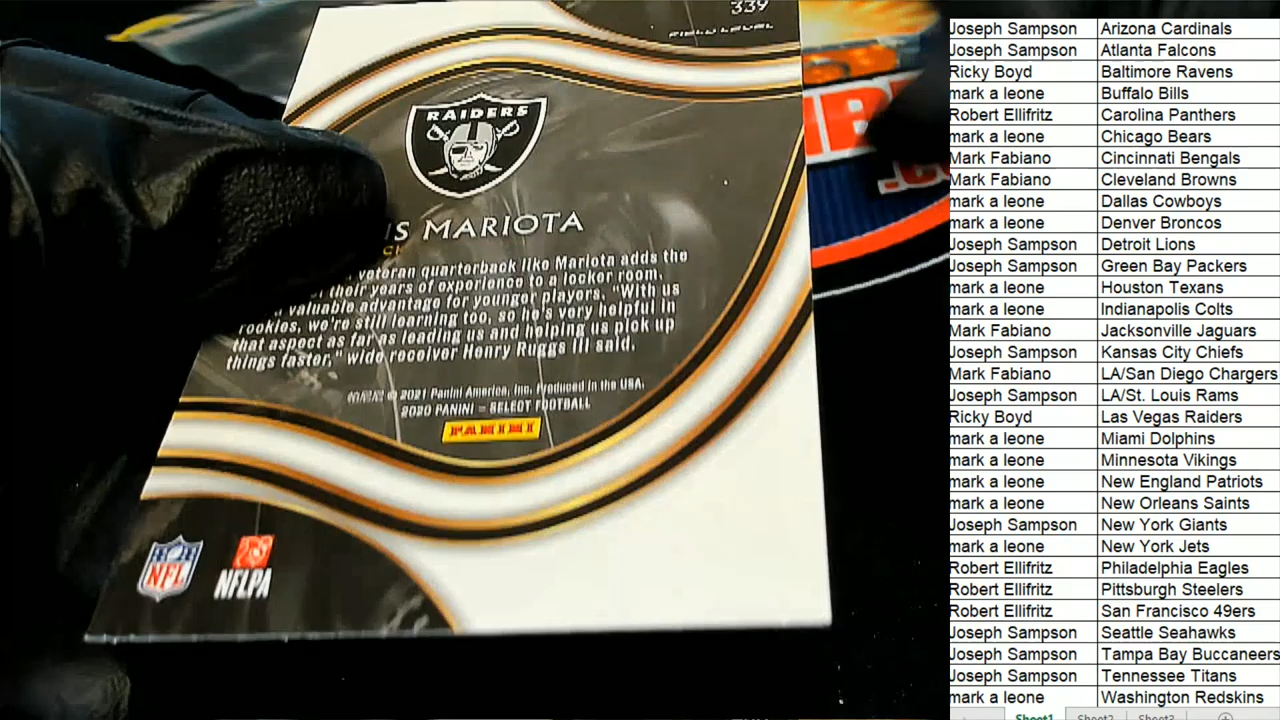 339
FIELD LEVEL
RAIDERS
S MARIOTA
veteran quarterback like Mariota adds the
their years of experience to a locker room,
valuable advantage for younger players. "With us
rookies, we're still learning too, so he's very helpful in
that aspect as far as leading us and helping us pick up
things faster," wide receiver Henry Ruggs III said.
© 2021 Panini America, Inc. Produced in the USA.
2020 PANINI – SELECT FOOTBALL
PANINI
NFL
NFLPA
Joseph Sampson Arizona Cardinals
Joseph Sampson Atlanta Falcons
Ricky Boyd Baltimore Ravens
mark a leone Buffalo Bills
Robert Ellifritz Carolina Panthers
mark a leone Chicago Bears
Mark Fabiano Cincinnati Bengals
Mark Fabiano Cleveland Browns
mark a leone Dallas Cowboys
mark a leone Denver Broncos
Joseph Sampson Detroit Lions
Joseph Sampson Green Bay Packers
mark a leone Houston Texans
mark a leone Indianapolis Colts
Mark Fabiano Jacksonville Jaguars
Joseph Sampson Kansas City Chiefs
Mark Fabiano LA/San Diego Chargers
Joseph Sampson LA/St. Louis Rams
Ricky Boyd Las Vegas Raiders
mark a leone Miami Dolphins
mark a leone Minnesota Vikings
mark a leone New England Patriots
mark a leone New Orleans Saints
Joseph Sampson New York Giants
mark a leone New York Jets
Robert Ellifritz Philadelphia Eagles
Robert Ellifritz Pittsburgh Steelers
Robert Ellifritz San Francisco 49ers
Joseph Sampson Seattle Seahawks
Joseph Sampson Tampa Bay Buccaneers
Joseph Sampson Tennessee Titans
mark a leone Washington Redskins
Sheet1 Sheet2 Sheet3